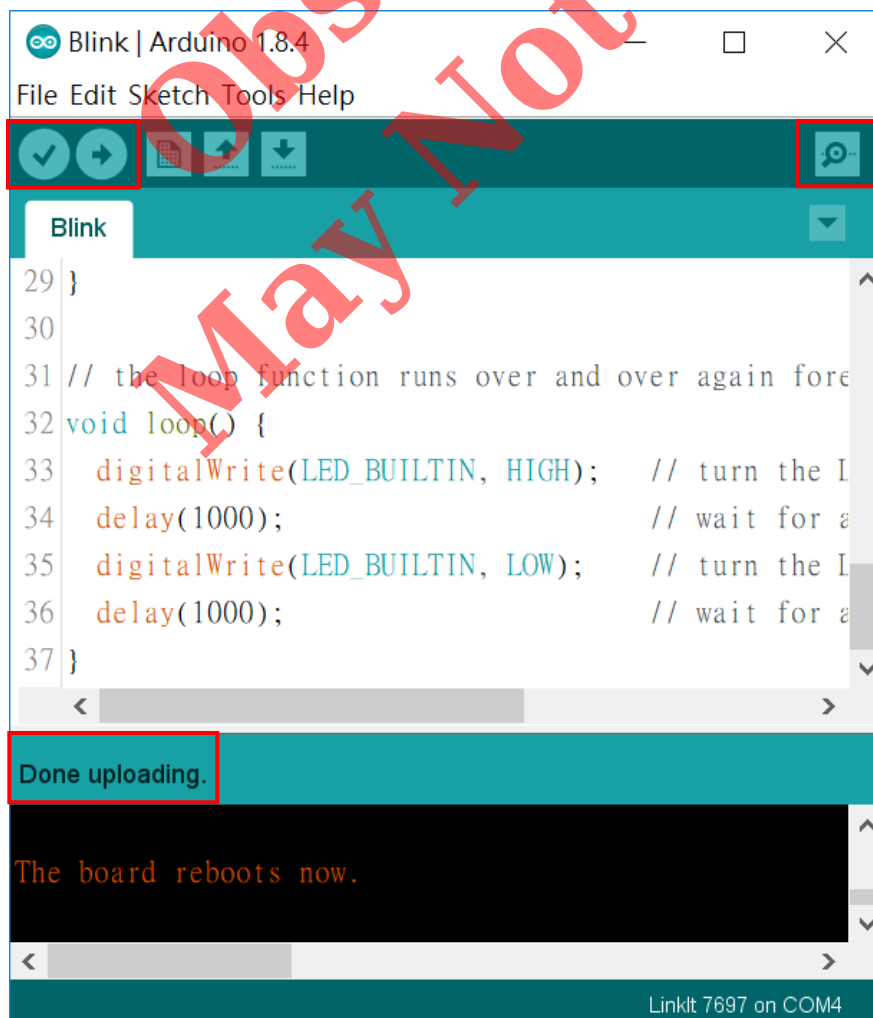 Blink | Arduino 1.8.4
File Edit Sketch Tools Help
Blink
29 }
30
31 // the loop function runs over and over again fore
32 void loop() {
33 digitalWrite(LED_BUILTIN, HIGH); // turn the L
34 delay(1000); // wait for a
35 digitalWrite(LED_BUILTIN, LOW); // turn the L
36 delay(1000); // wait for a
37 }
Done uploading.
The board reboots now.
LinkIt 7697 on COM4
Obs
May Not